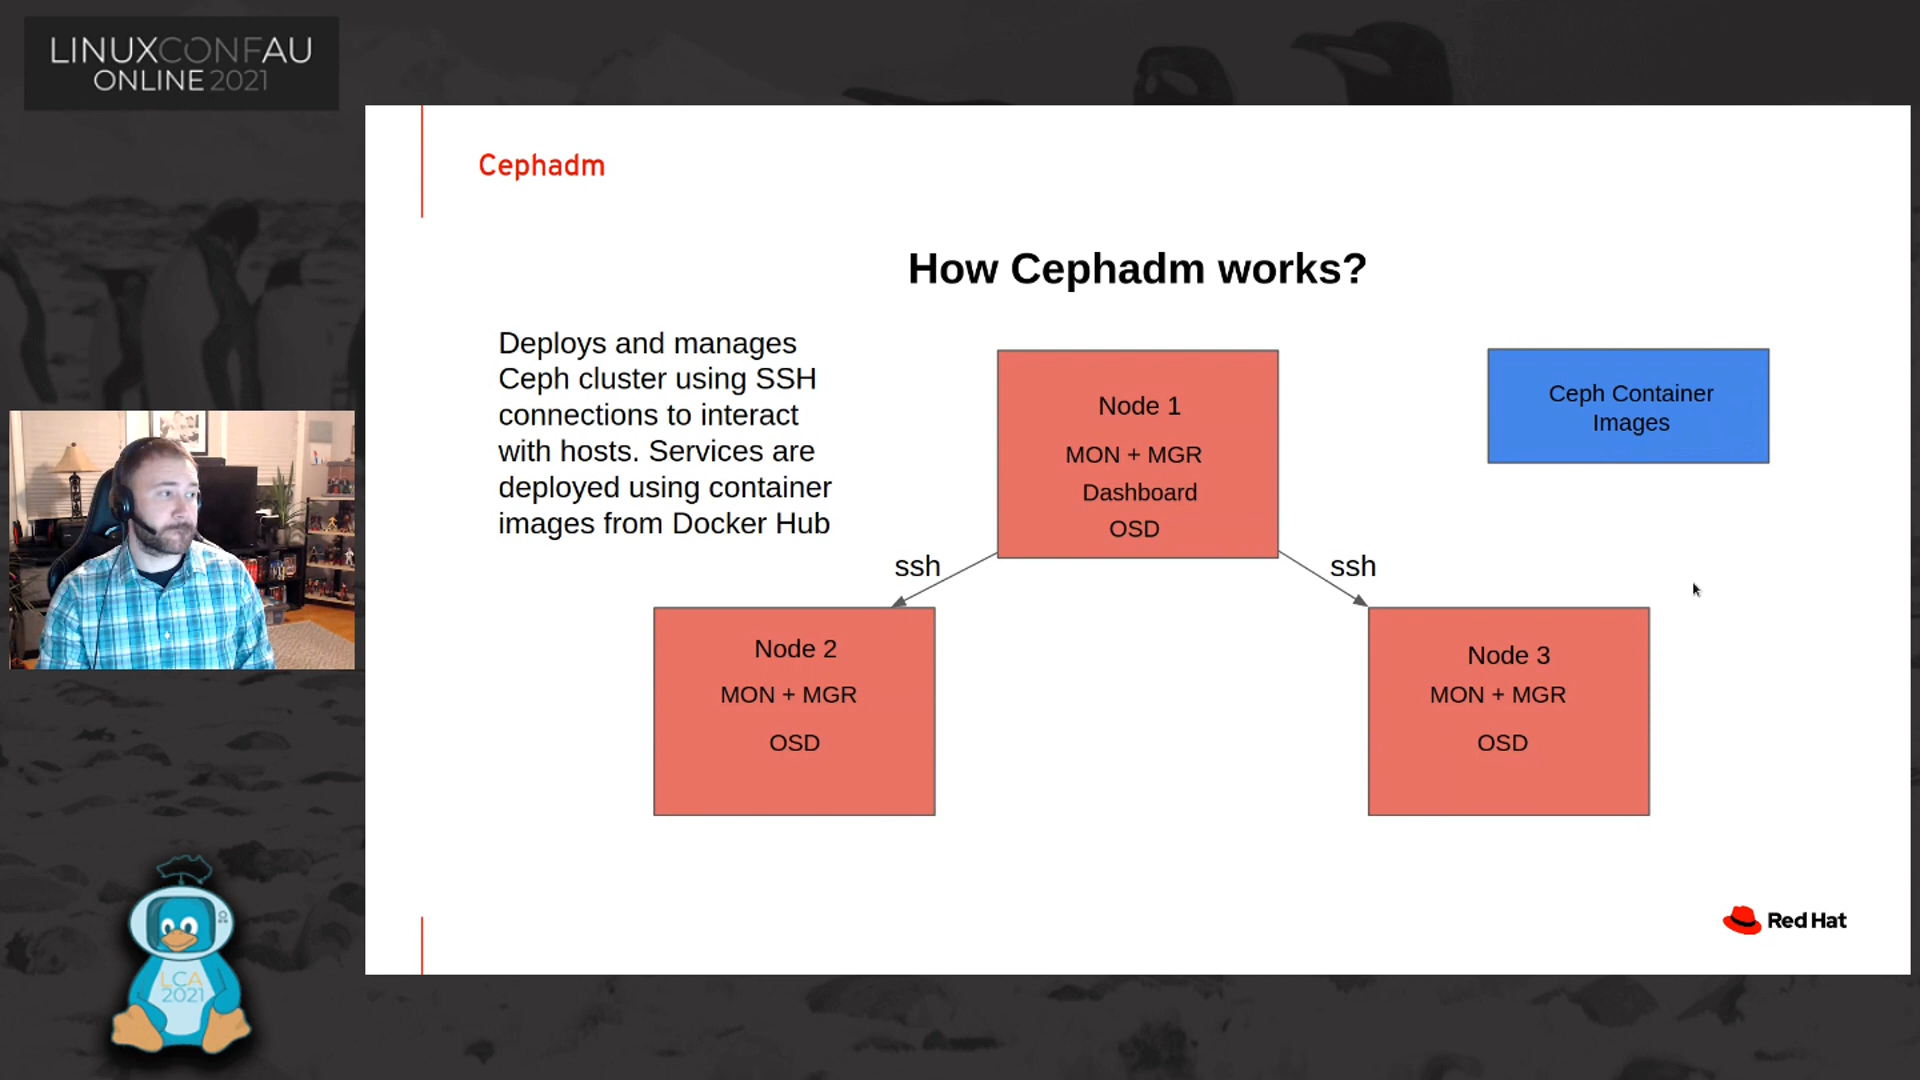 LINUXCONFAU
ONLINE 2021
Cephadm
How Cephadm works?
Deploys and manages
Ceph cluster using SSH
connections to interact
with hosts. Services are
deployed using container
images from Docker Hub
Node 1
MON + MGR
Dashboard
OSD
Ceph Container
Images
ssh
ssh
Node 2
MON + MGR
OSD
Node 3
MON + MGR
OSD
LCA
2021
Red Hat